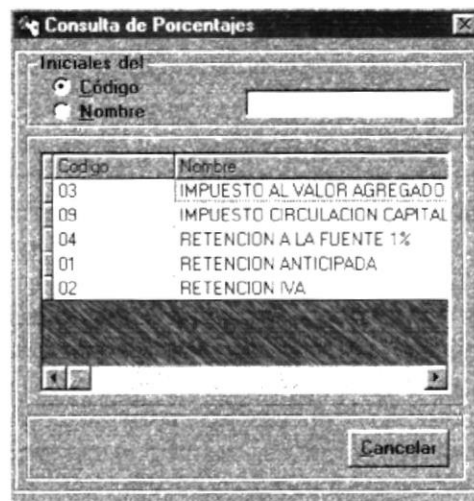 Consulta de Porcentajes
Iniciales del
Código
Nombre
Codigo Nombre
03 IMPUESTO AL VALOR AGREGADO
09 IMPUESTO CIRCULACION CAPITAL
04 RETENCION A LA FUENTE 1%
01 RETENCION ANTICIPADA
02 RETENCION IVA
Cancelar